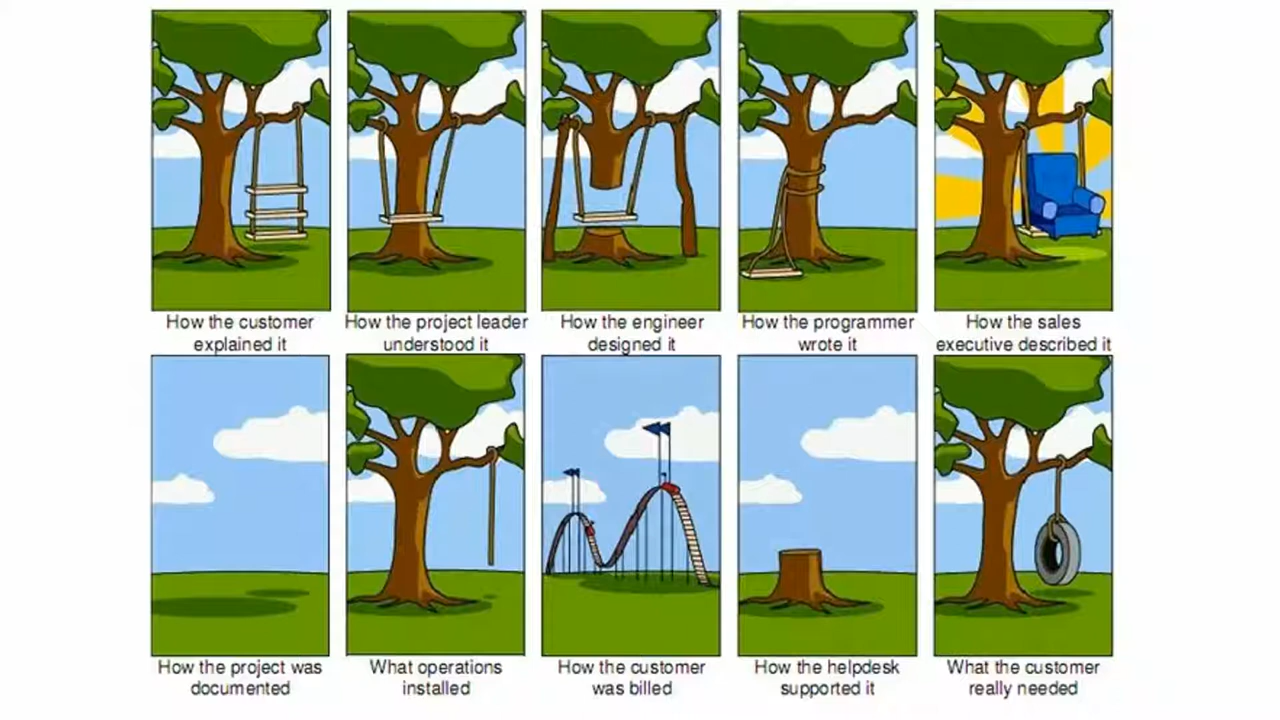 How the customer
explained it
How the project leader
understood it
How the engineer
designed it
How the programmer
wrote it
How the sales
executive described it
How the project was
documented
What operations
installed
How the customer
was billed
How the helpdesk
supported it
What the customer
really needed